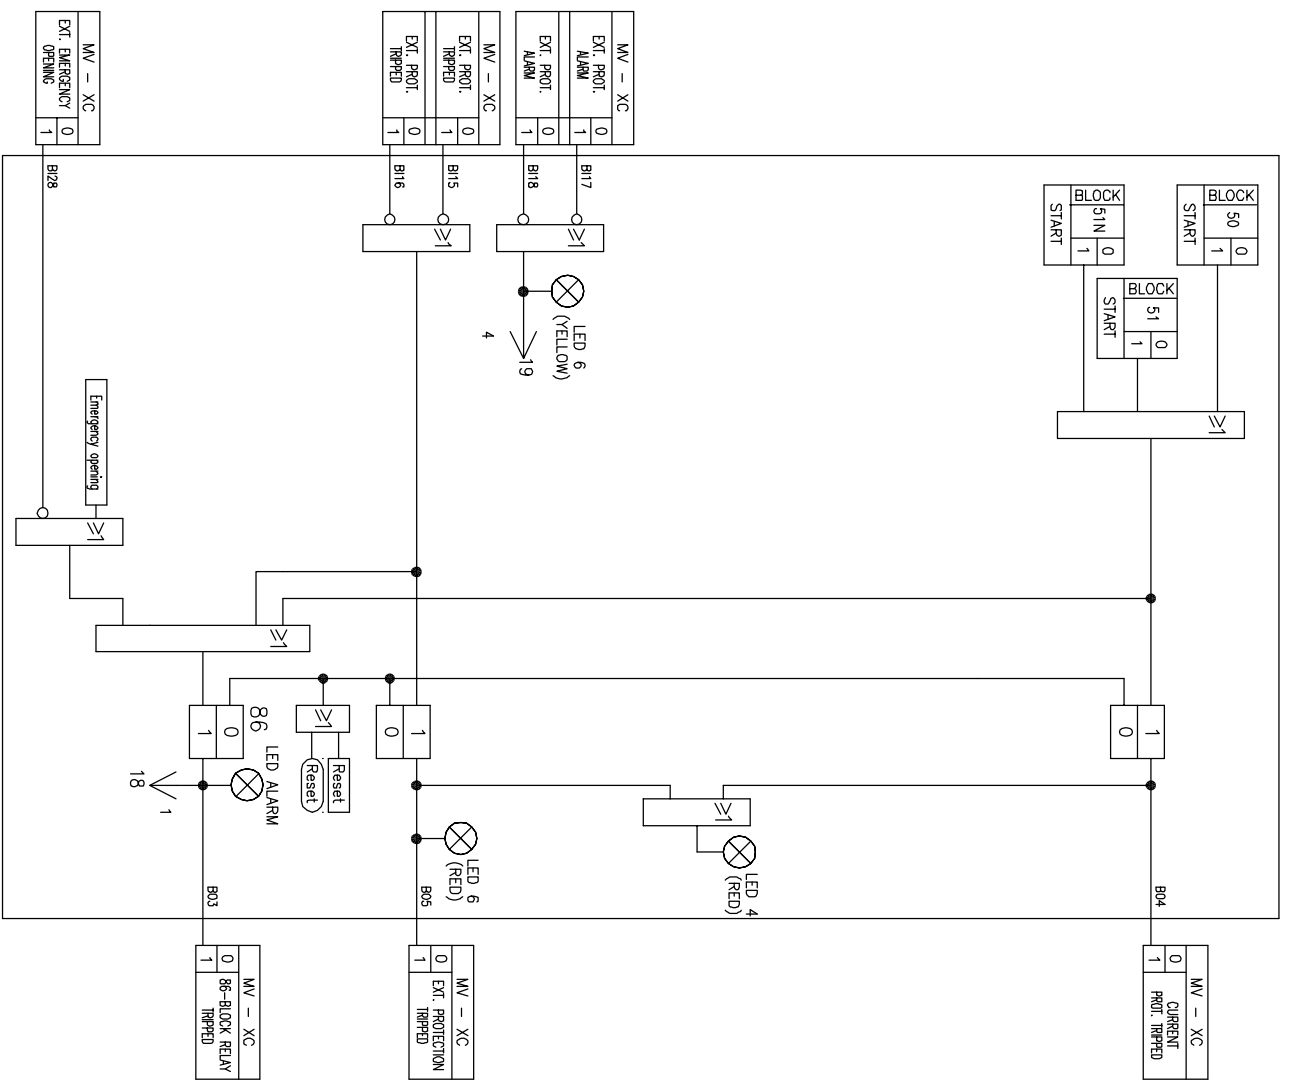 BLOCK
50
START
0
1
BLOCK
51N
START
0
1
BLOCK
51
START
0
1
≥1
MV - XC
EXT. PROT.
ALARM
0
1
EXT. PROT.
ALARM
0
1
BI17
BI18
≥1
LED 6
(YELLOW)
19
4
MV - XC
EXT. PROT.
TRIPPED
0
1
EXT. PROT.
TRIPPED
0
1
BI15
BI16
≥1
MV - XC
EXT. EMERGENCY
OPENING
0
1
BI28
Emergency opening
≥1
≥1
1
0
1
0
0
1
86
≥1
Reset
Reset
LED ALARM
18
1
≥1
LED 4
(RED)
LED 6
(RED)
B04
MV - XC
0
1
CURRENT
PROT. TRIPPED
B05
MV - XC
0
1
EXT. PROTECTION
TRIPPED
B03
MV - XC
0
1
86-BLOCK RELAY
TRIPPED